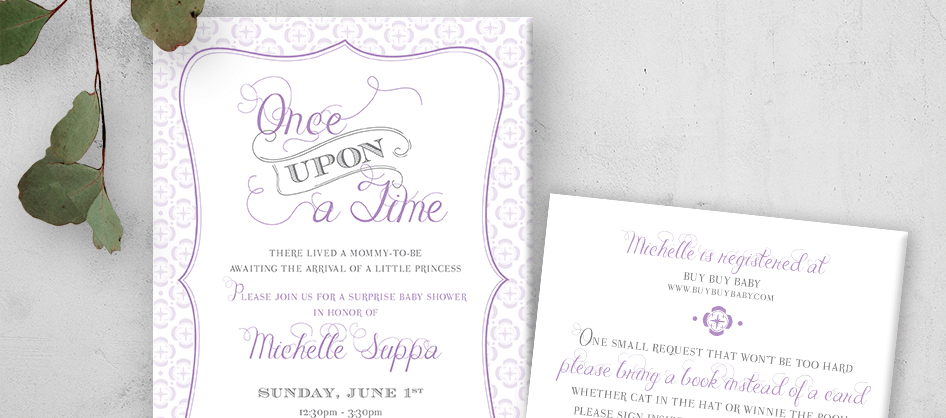 Once
UPON
a Time
THERE LIVED A MOMMY-TO-BE
AWAITING THE ARRIVAL OF A LITTLE PRINCESS
PLEASE JOIN US FOR A SURPRISE BABY SHOWER
IN HONOR OF
Michelle Suppa
SUNDAY, JUNE 1ST
12:30PM - 3:30PM
Michelle is registered at
BUY BUY BABY
WWW.BUYBUYBABY.COM
ONE SMALL REQUEST THAT WON'T BE TOO HARD
please bring a book instead of a card
WHETHER CAT IN THE HAT OR WINNIE THE POOH
PLEASE SIGN